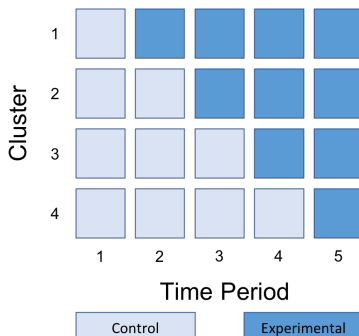 1
2
3
4
Cluster
1 2 3 4 5
Time Period
Control Experimental